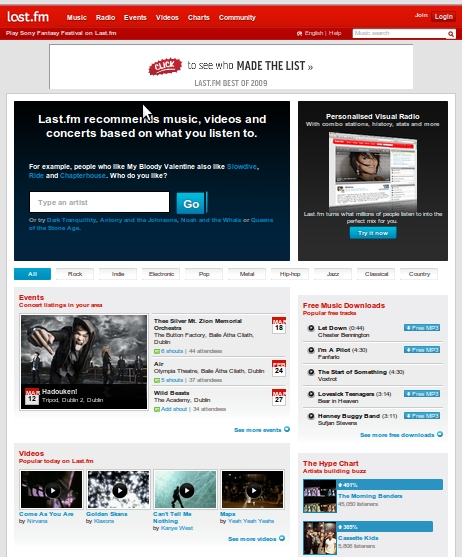 last.fm
Music Radio Events Videos Charts Community
Join Login
Play Sony Fantasy Festival on Last.fm
English | Help
Music search
CLICK to see who MADE THE LIST »
LAST.FM BEST OF 2009
Last.fm recommends music, videos and
concerts based on what you listen to.
For example, people who like My Bloody Valentine also like Slowdive,
Ride and Chapterhouse. Who do you like?
Type an artist
Go
Or try Dark Tranquillity, Antony and the Johnsons, Noah and the Whale or Queens
of the Stone Age.
Personalised Visual Radio
With combo stations, history, stats and more
Last.fm turns what millions of people listen to into the
perfect mix for you.
Try it now
All Rock Indie Electronic Pop Metal Hip-hop Jazz Classical Country
Events
Concert listings in your area
MAR
12
Hadouken!
Tripod, Dublin 2, Dublin
Thee Silver Mt. Zion Memorial
Orchestra
The Button Factory, Baile Átha Cliath,
Dublin
6 shouts | 44 attendees
MAR
18
Air
Olympia Theatre, Baile Átha Cliath, Dublin
5 shouts | 37 attendees
FEB
24
Wild Beasts
The Academy, Dublin
Add shout | 34 attendees
MAR
27
See more events
Free Music Downloads
Popular free tracks
Let Down (0:44)
Chester Bennington
Free MP3
I'm A Pilot (4:30)
Fanfarlo
Free MP3
The Start of Something (4:30)
Voxtrot
Lovesick Teenagers (3:14)
Bear in Heaven
Free MP3
Henney Buggy Band (3:11)
Sufjan Stevens
Free MP3
See more free downloads
Videos
Popular today on Last.fm
Come As You Are
by Nirvana
Golden Skans
by Klaxons
Can't Tell Me
Nothing
by Kanye West
Maps
by Yeah Yeah Yeahs
See more videos
The Hype Chart
Artists building buzz
401%
The Morning Benders
45,050 listeners
365%
Cassette Kids
5,808 listeners